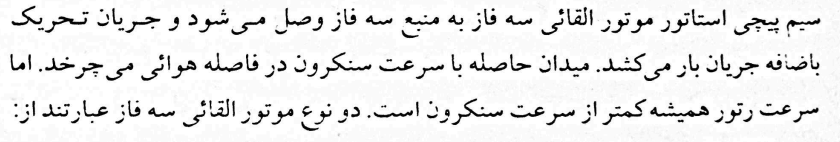 سیم پیچی استاتور موتور القائی سه فاز به منبع سه فاز وصل می‌شود و جریان تحریک
باضافه جریان بار می‌کشد. میدان حاصله با سرعت سنکرون در فاصله هوائی می‌چرخد. اما
سرعت رتور همیشه کمتر از سرعت سنکرون است. دو نوع موتور القائی سه فاز عبارتند از: